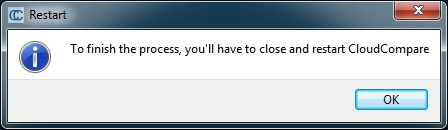 Restart
To finish the process, you'll have to close and restart CloudCompare
OK